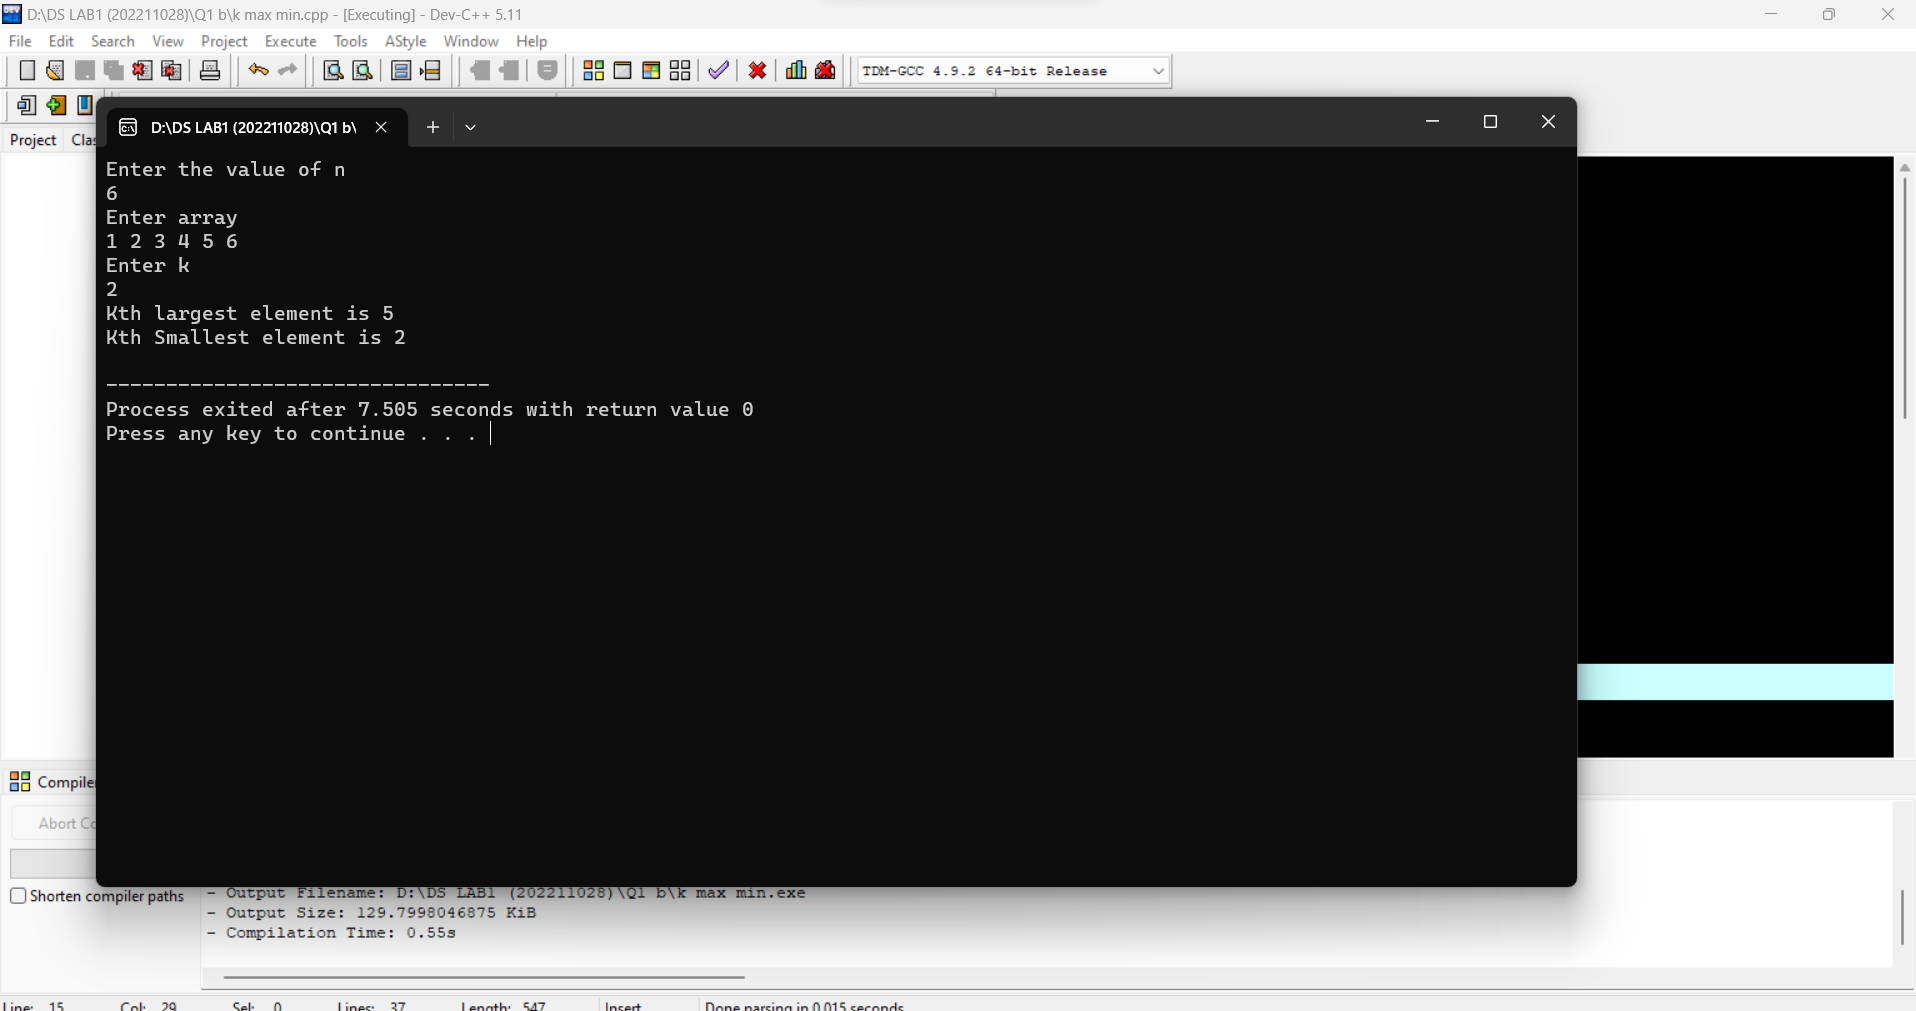 D:\DS LAB1 (202211028)\Q1 b\k max min.cpp - [Executing] - Dev-C++ 5.11
File Edit Search View Project Execute Tools AStyle Window Help
TDM-GCC 4.9.2 64-bit Release
D:\DS LAB1 (202211028)\Q1 b\
Project Clas
Enter the value of n
6
Enter array
1 2 3 4 5 6
Enter k
2
Kth largest element is 5
Kth Smallest element is 2
--------------------------------
Process exited after 7.505 seconds with return value 0
Press any key to continue . . .
Compiler
Abort Co
Shorten compiler paths
- Output Filename: D:\DS LAB1 (202211028)\Q1 b\k max min.exe
- Output Size: 129.7998046875 KiB
- Compilation Time: 0.55s
Line: 15 Col: 29 Sel: 0 Lines: 37 Length: 547 Insert Done parsing in 0.015 seconds